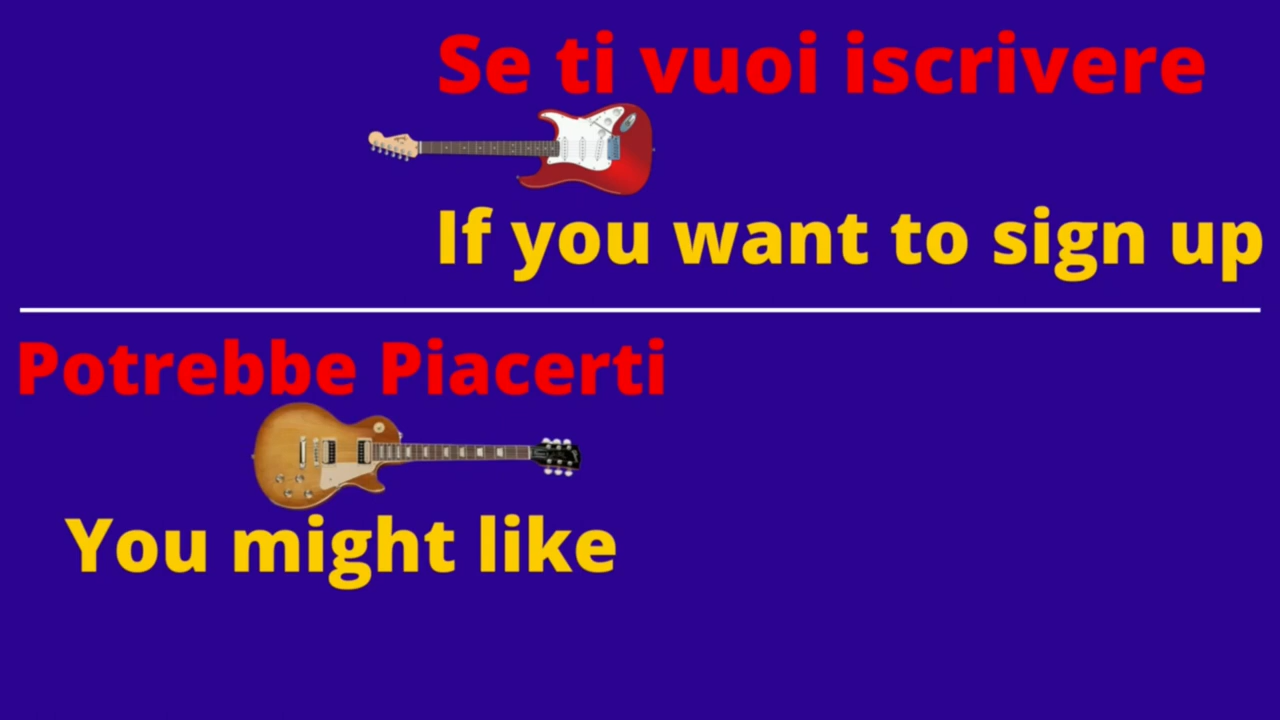 Se ti vuoi iscrivere
If you want to sign up
Potrebbe Piacerti
You might like